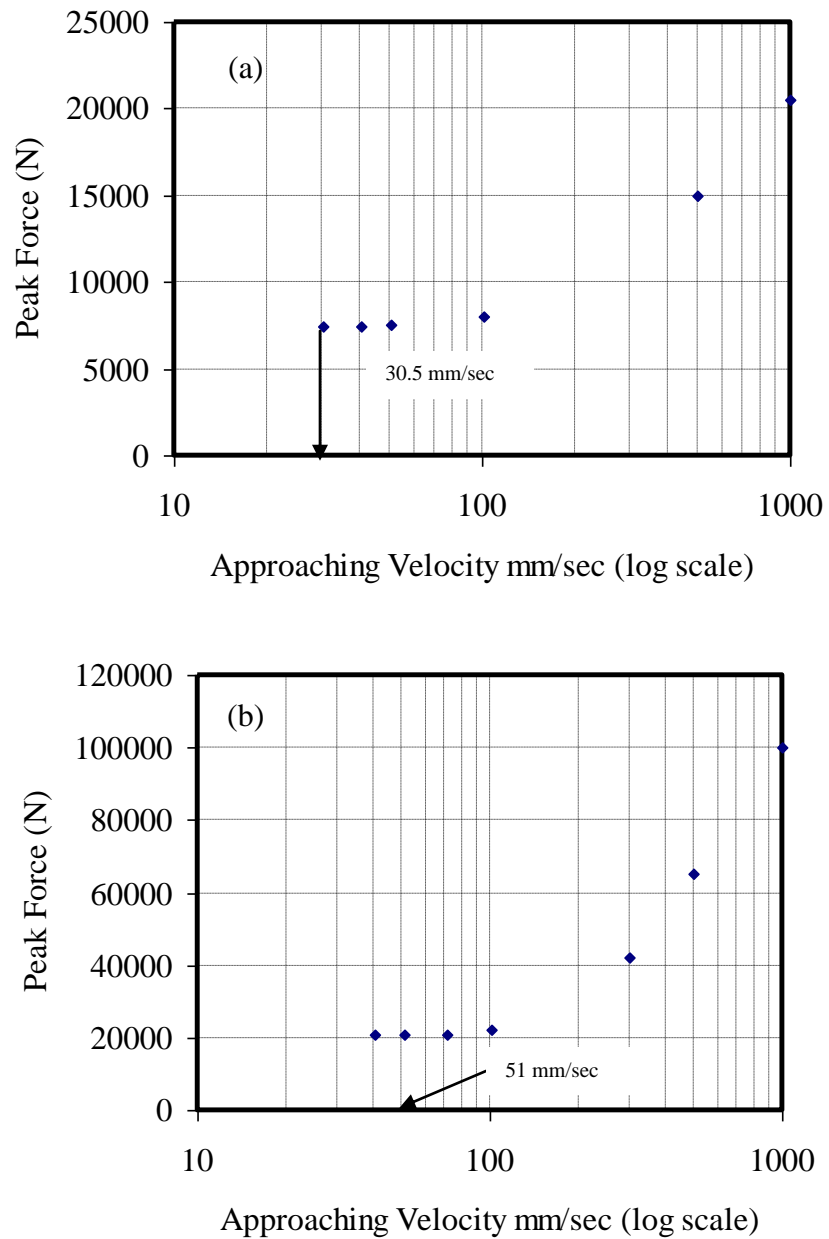 25000
(a)
20000
15000
10000
5000
0
Peak Force (N)
30.5 mm/sec
10 100 1000
Approaching Velocity mm/sec (log scale)
120000
(b)
100000
80000
60000
40000
20000
0
Peak Force (N)
51 mm/sec
10 100 1000
Approaching Velocity mm/sec (log scale)